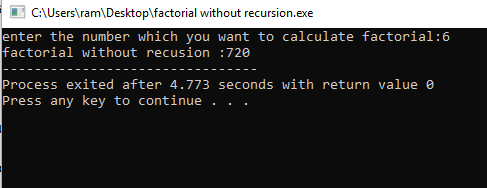 C:\Users\ram\Desktop\factorial without recursion.exe
enter the number which you want to calculate factorial:6
factorial without recusion :720
--------------------------------
Process exited after 4.773 seconds with return value 0
Press any key to continue . . .